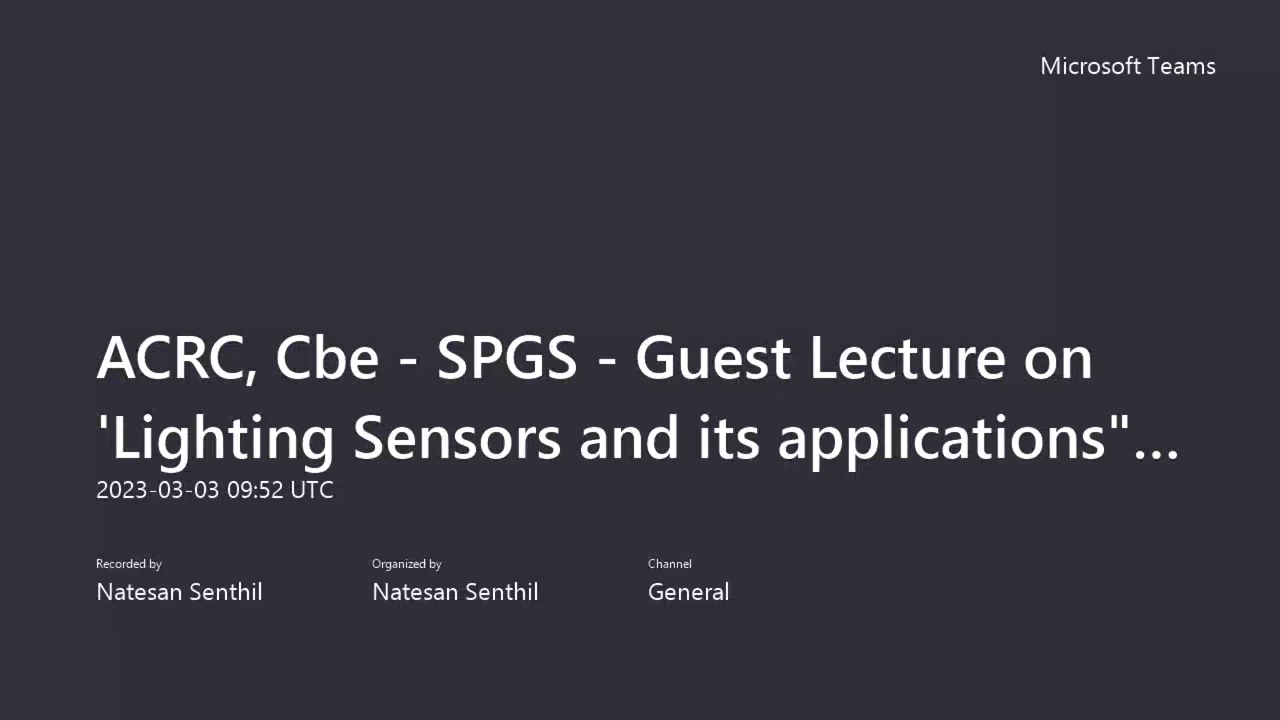 Microsoft Teams
ACRC, Cbe - SPGS - Guest Lecture on
'Lighting Sensors and its applications"...
2023-03-03 09:52 UTC
Recorded by Organized by Channel
Natesan Senthil Natesan Senthil General